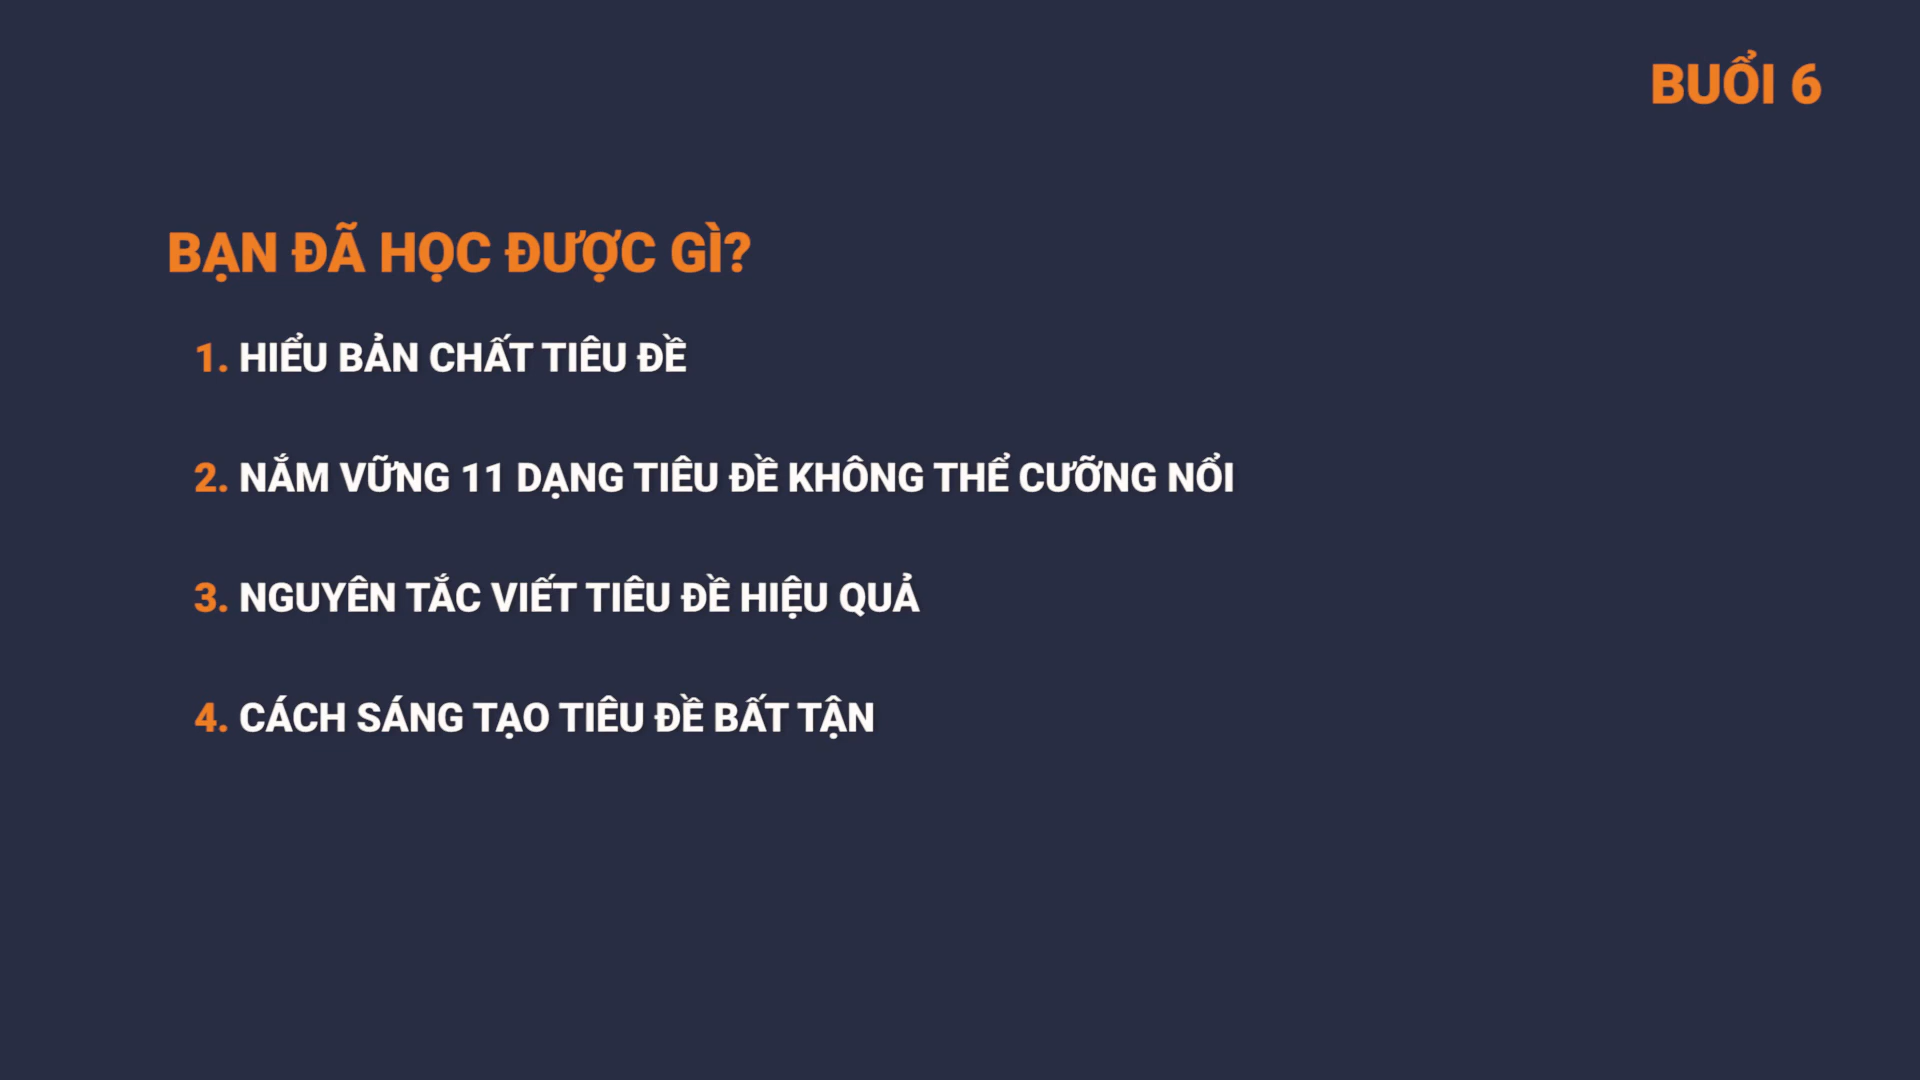 BUỔI 6
BẠN ĐÃ HỌC ĐƯỢC GÌ?
1. HIỂU BẢN CHẤT TIÊU ĐỀ
2. NẮM VỮNG 11 DẠNG TIÊU ĐỀ KHÔNG THỂ CƯỠNG NỔI
3. NGUYÊN TẮC VIẾT TIÊU ĐỀ HIỆU QUẢ
4. CÁCH SÁNG TẠO TIÊU ĐỀ BẤT TẬN